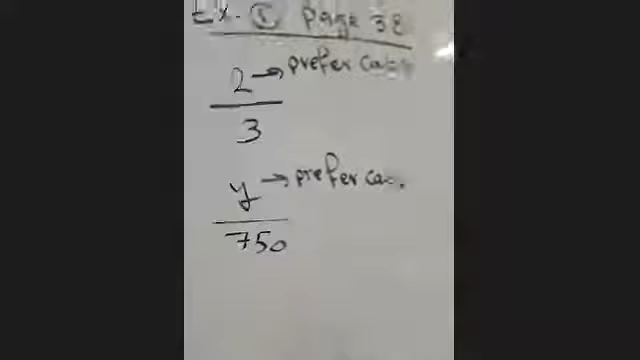 Ex. page 38
2 → prefer
3
y → prefer
750